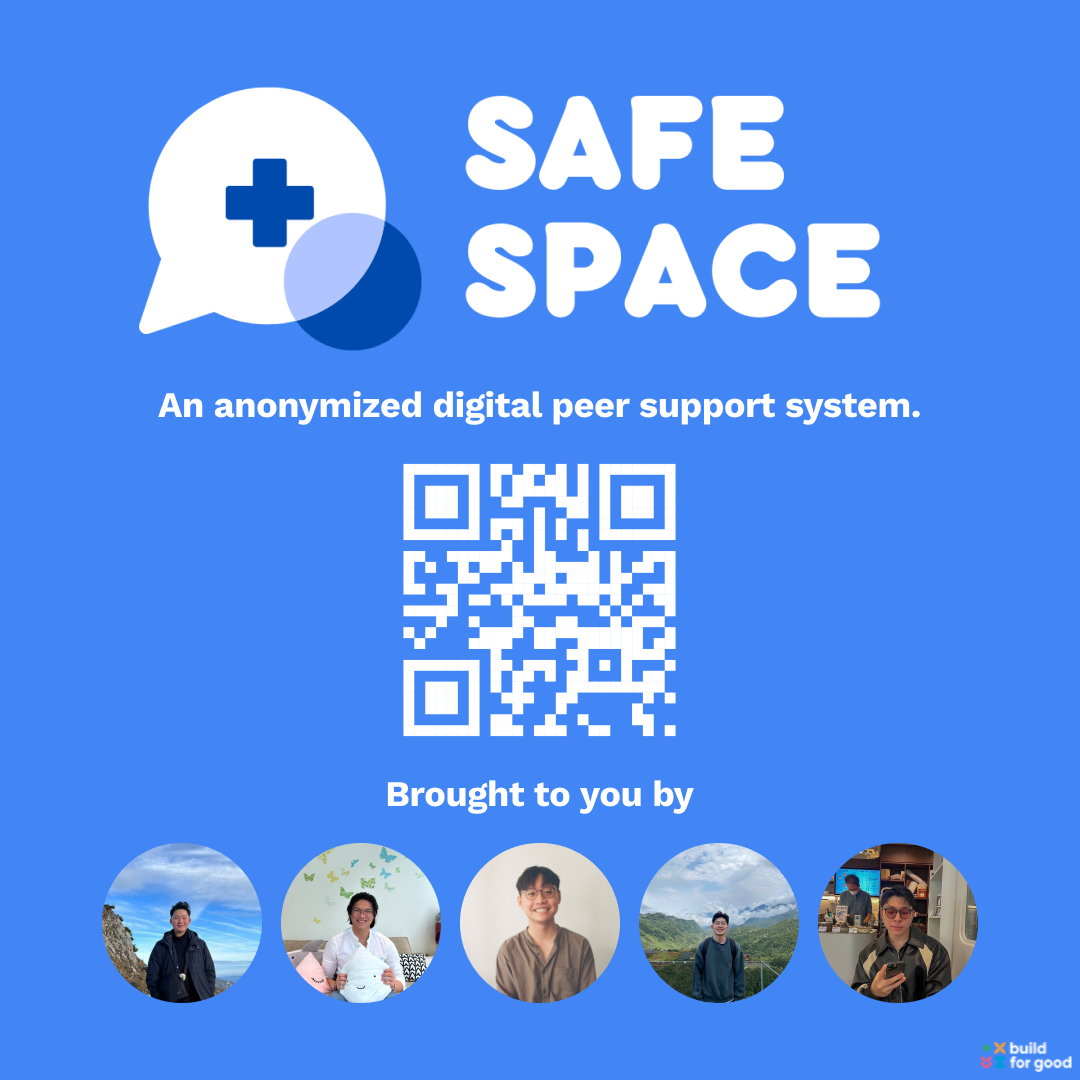 SAFE
SPACE
An anonymized digital peer support system.
Brought to you by
build
for good